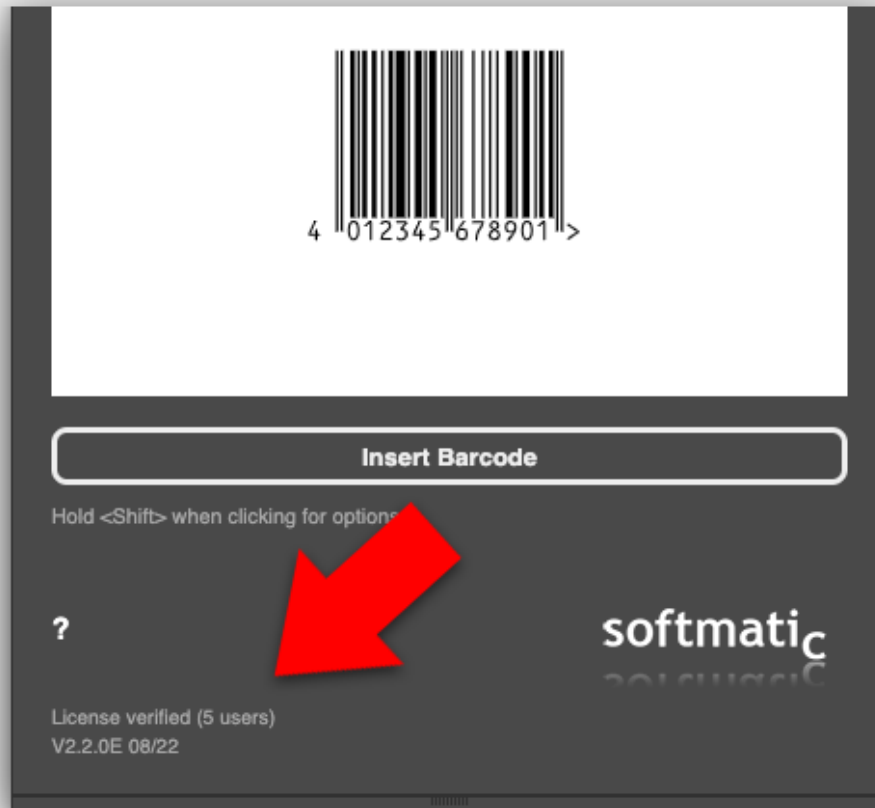 4 012345 678901 >
Insert Barcode
Hold <Shift> when clicking for options
?
softmatic
License verified (5 users)
V2.2.0E 08/22